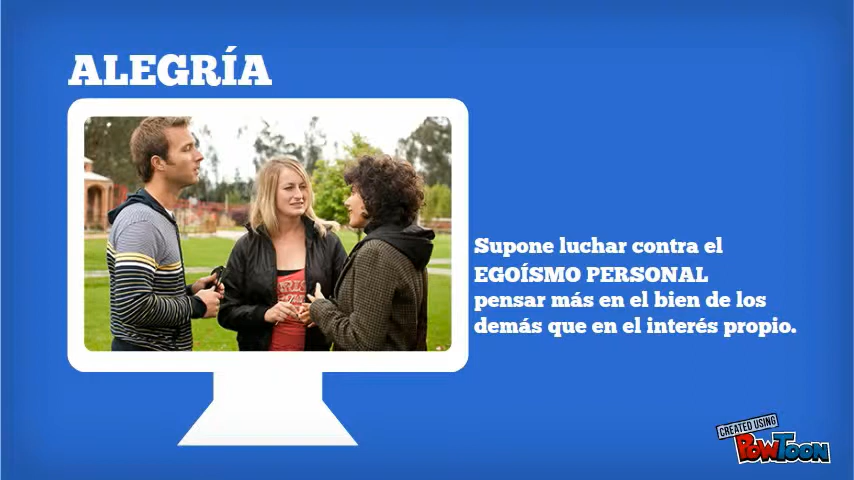 ALEGRÍA
Supone luchar contra el
EGOÍSMO PERSONAL
pensar más en el bien de los
demás que en el interés propio.
CREATED USING
POWTOON